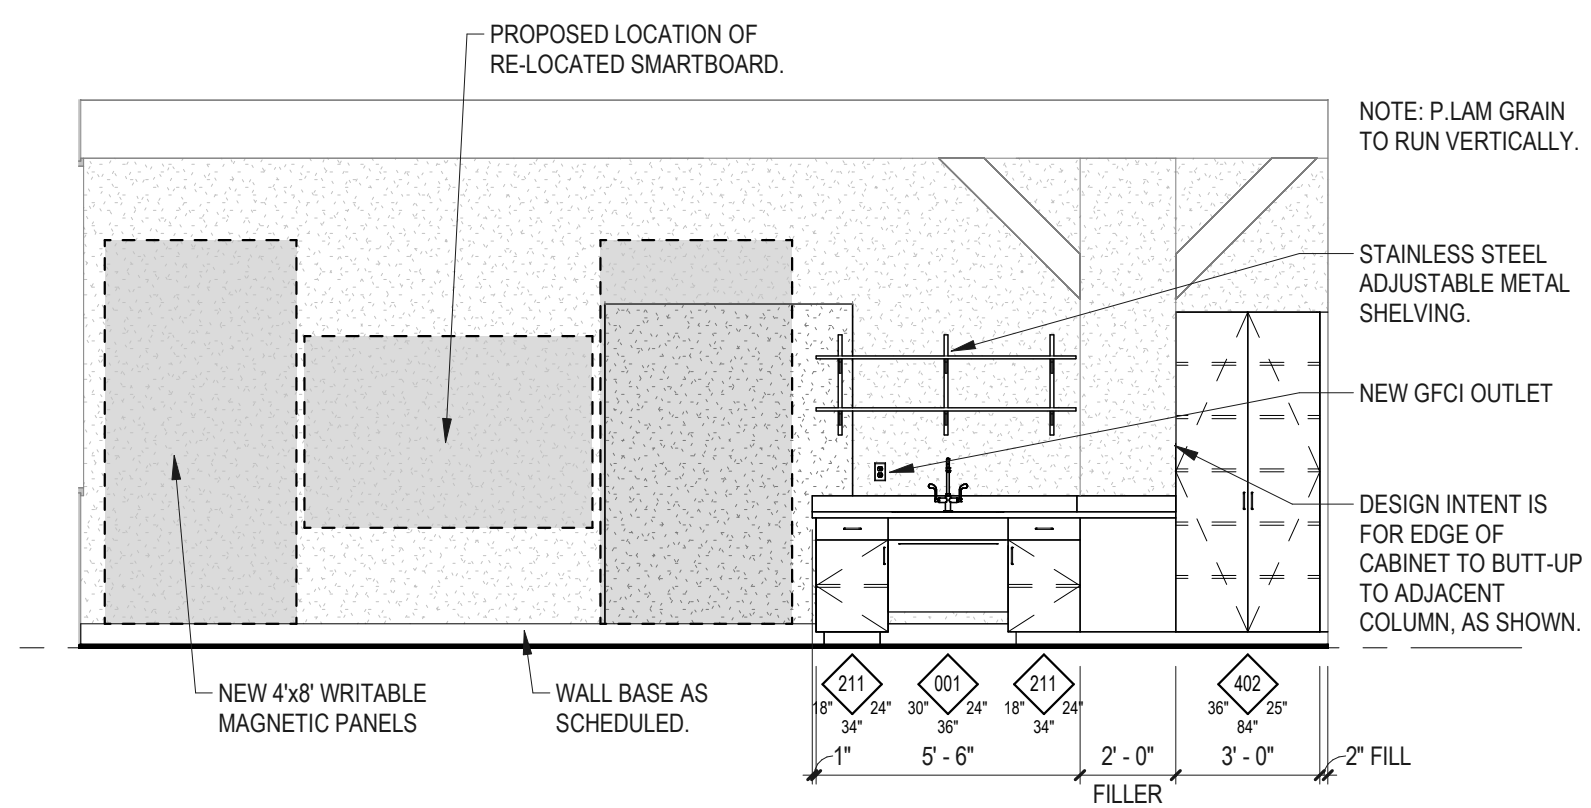 PROPOSED LOCATION OF
RE-LOCATED SMARTBOARD.
NOTE: P.LAM GRAIN
TO RUN VERTICALLY.
STAINLESS STEEL
ADJUSTABLE METAL
SHELVING.
NEW GFCI OUTLET
DESIGN INTENT IS
FOR EDGE OF
CABINET TO BUTT-UP
TO ADJACENT
COLUMN, AS SHOWN.
NEW 4'x8' WRITABLE
MAGNETIC PANELS
WALL BASE AS
SCHEDULED.
211
18" 24"
34"
001
30" 24"
36"
211
18" 24"
34"
402
36" 25"
84"
1" 5' - 6" 2' - 0" 3' - 0" 2" FILL
FILLER